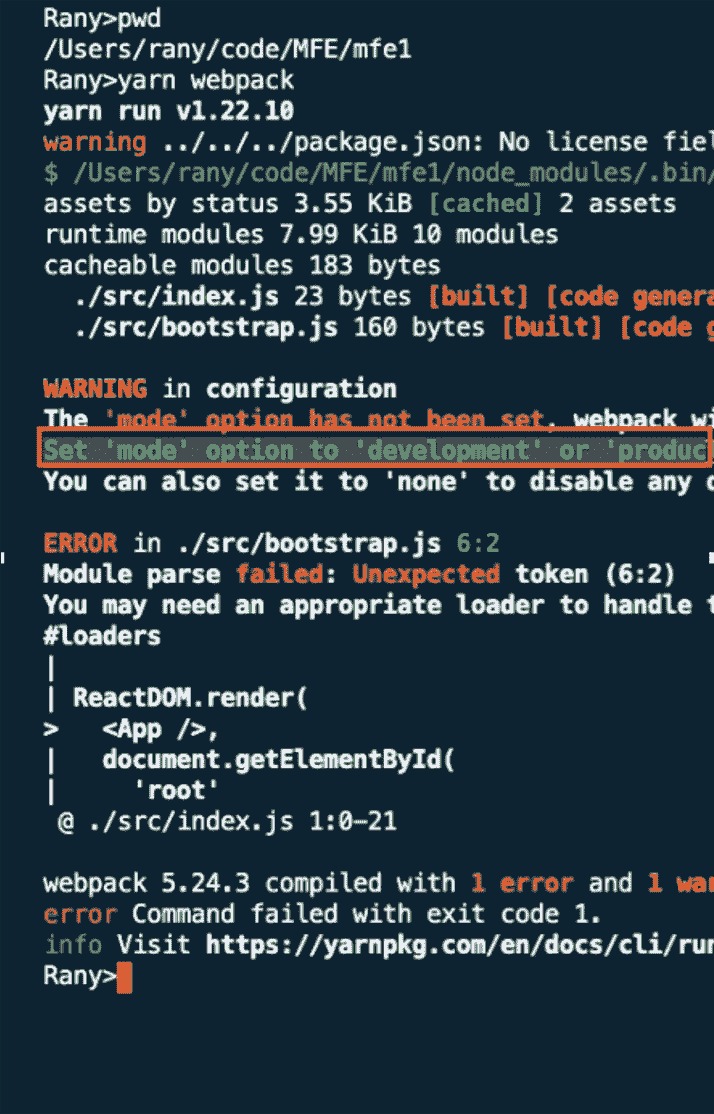 Rany>pwd
/Users/rany/code/MFE/mfe1
Rany>yarn webpack
yarn run v1.22.10
warning ../../../package.json: No license fiel
$ /Users/rany/code/MFE/mfe1/node_modules/.bin/
assets by status 3.55 KiB [cached] 2 assets
runtime modules 7.99 KiB 10 modules
cacheable modules 183 bytes
  ./src/index.js 23 bytes [built] [code genera
  ./src/bootstrap.js 160 bytes [built] [code g
WARNING in configuration
The 'mode' option has not been set, webpack wi
Set 'mode' option to 'development' or 'produc
You can also set it to 'none' to disable any d
ERROR in ./src/bootstrap.js 6:2
Module parse failed: Unexpected token (6:2)
You may need an appropriate loader to handle t
#loaders
|
| ReactDOM.render(
>   <App />,
|   document.getElementById(
|     'root'
 @ ./src/index.js 1:0-21
webpack 5.24.3 compiled with 1 error and 1 war
error Command failed with exit code 1.
info Visit https://yarnpkg.com/en/docs/cli/run
Rany>